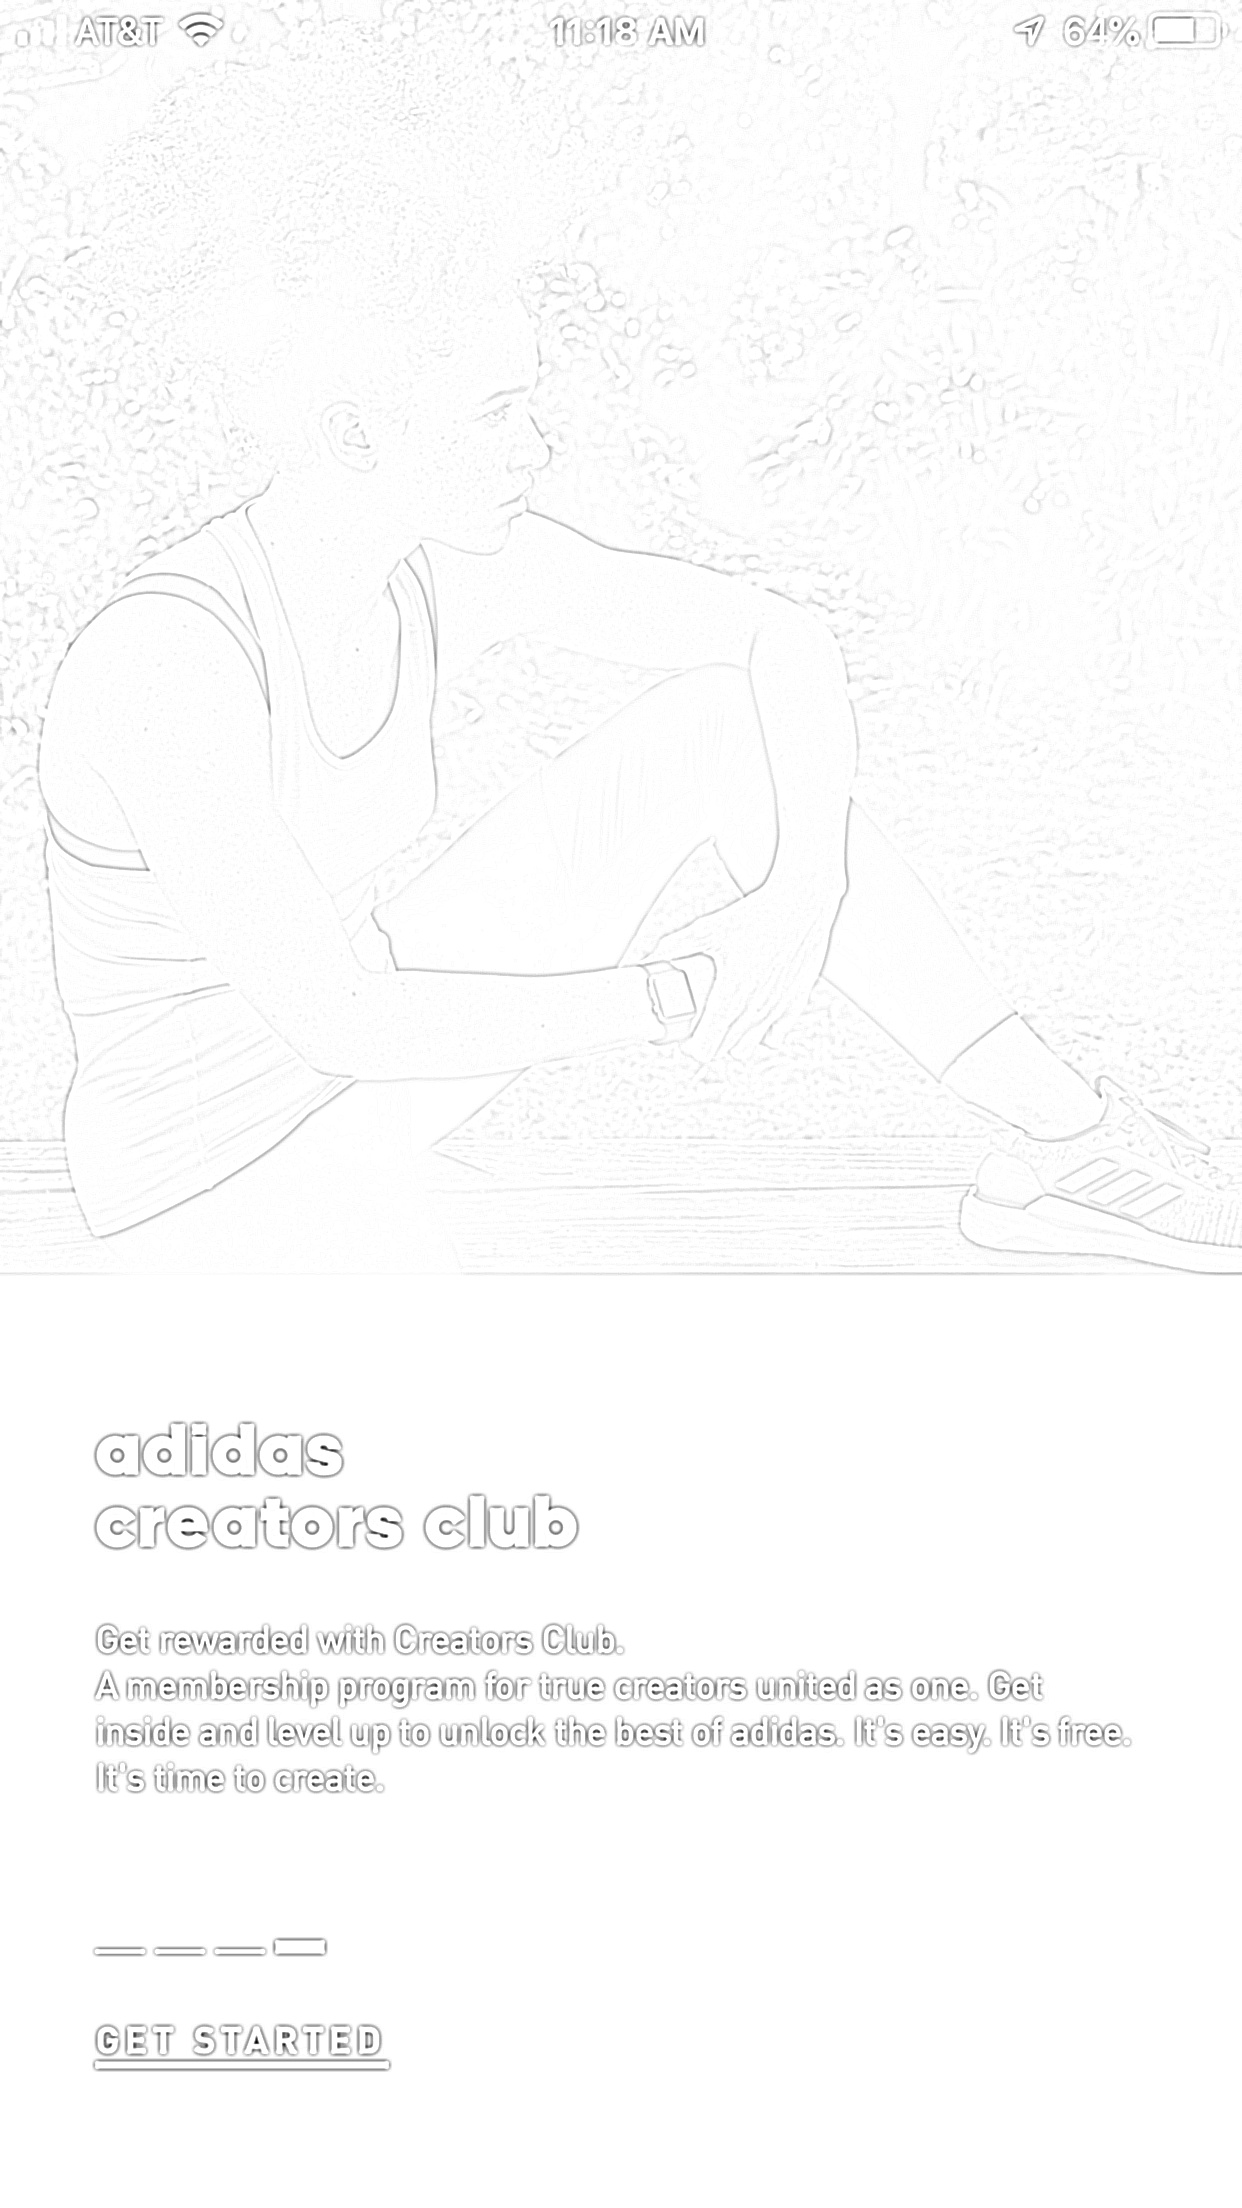 AT&T 11:18 AM 64%
adidas
creators club
Get rewarded with Creators Club.
A membership program for true creators united as one. Get
inside and level up to unlock the best of adidas. It's easy. It's free.
It's time to create.
GET STARTED